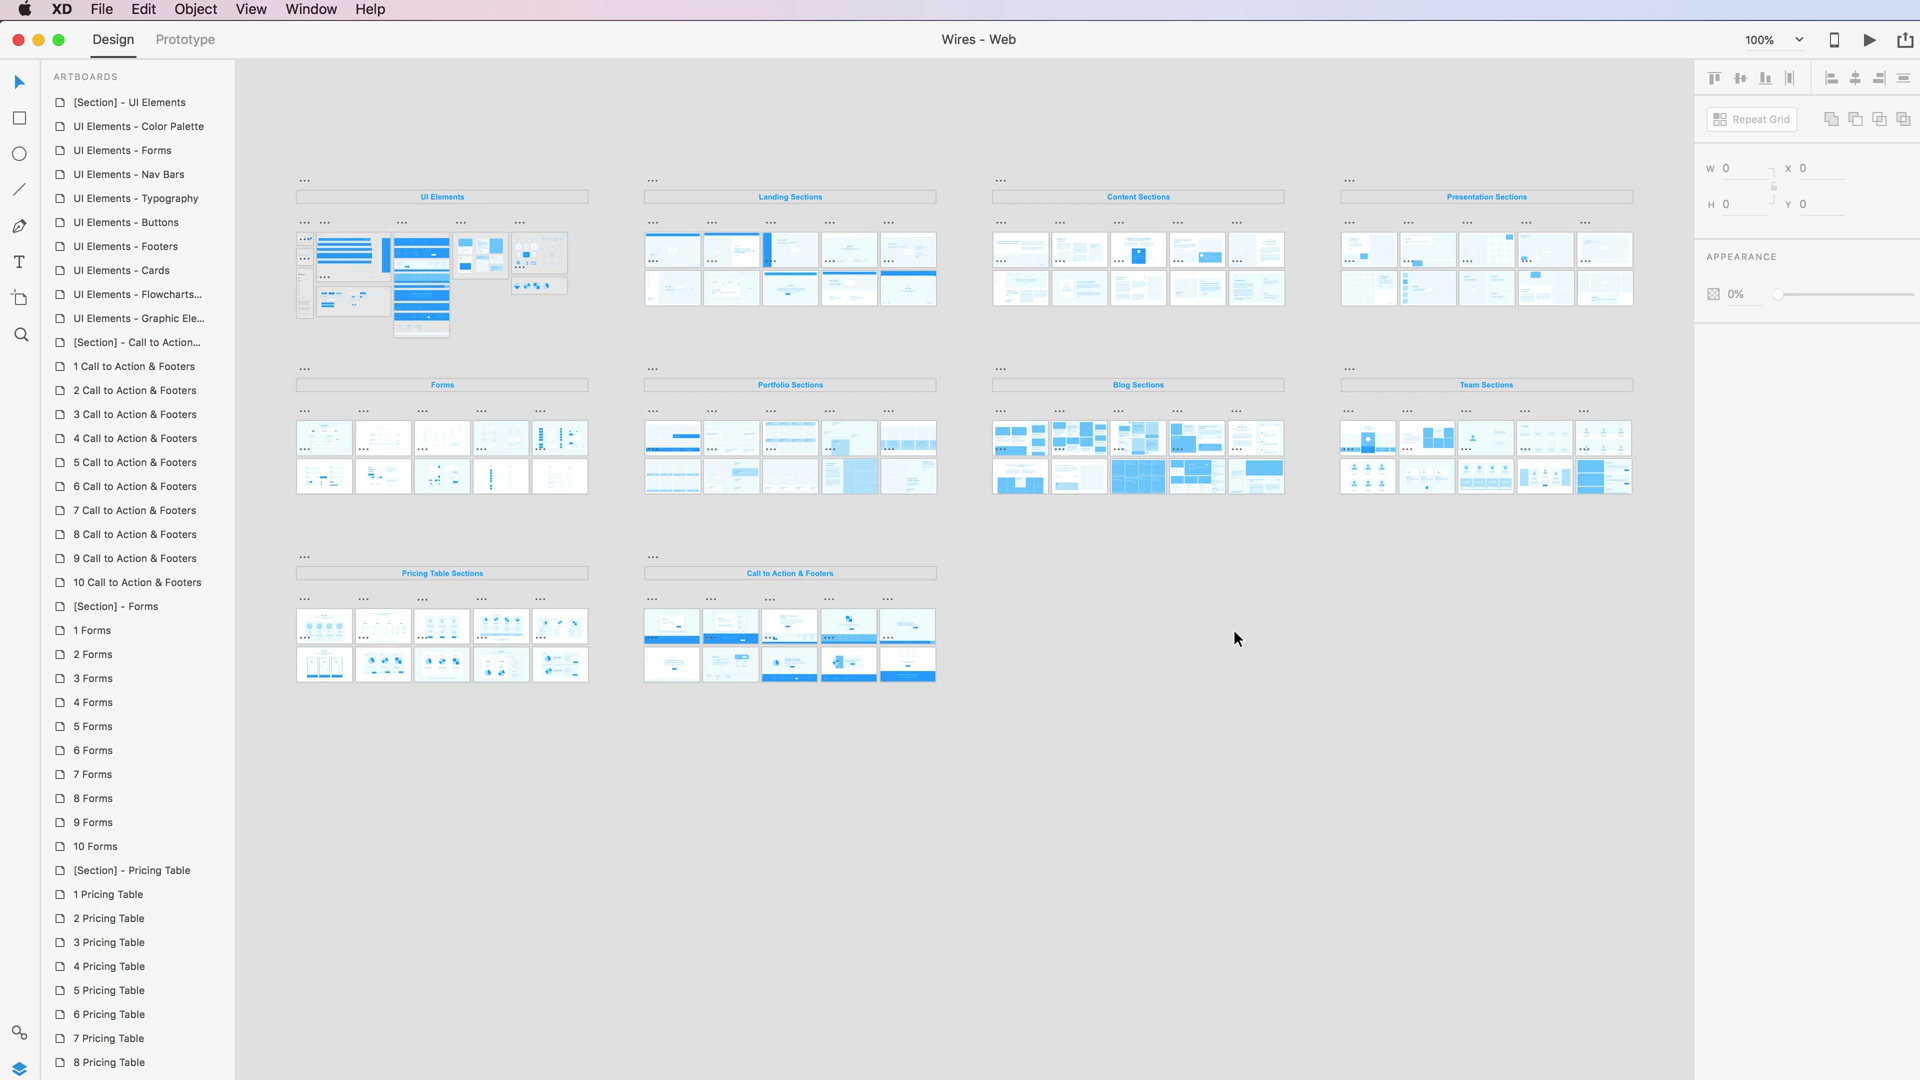 XD File Edit Object View Window Help
Design Prototype Wires - Web 100%
ARTBOARDS
[Section] - UI Elements
UI Elements - Color Palette
UI Elements - Forms
UI Elements - Nav Bars
UI Elements - Typography
UI Elements - Buttons
UI Elements - Footers
UI Elements - Cards
UI Elements - Flowcharts...
UI Elements - Graphic Ele...
[Section] - Call to Action...
1 Call to Action & Footers
2 Call to Action & Footers
3 Call to Action & Footers
4 Call to Action & Footers
5 Call to Action & Footers
6 Call to Action & Footers
7 Call to Action & Footers
8 Call to Action & Footers
9 Call to Action & Footers
10 Call to Action & Footers
[Section] - Forms
1 Forms
2 Forms
3 Forms
4 Forms
5 Forms
6 Forms
7 Forms
8 Forms
9 Forms
10 Forms
[Section] - Pricing Table
1 Pricing Table
2 Pricing Table
3 Pricing Table
4 Pricing Table
5 Pricing Table
6 Pricing Table
7 Pricing Table
8 Pricing Table
UI Elements
Landing Sections
Content Sections
Presentation Sections
Forms
Portfolio Sections
Blog Sections
Team Sections
Pricing Table Sections
Call to Action & Footers
Repeat Grid
W 0 X 0
H 0 Y 0
APPEARANCE
0%